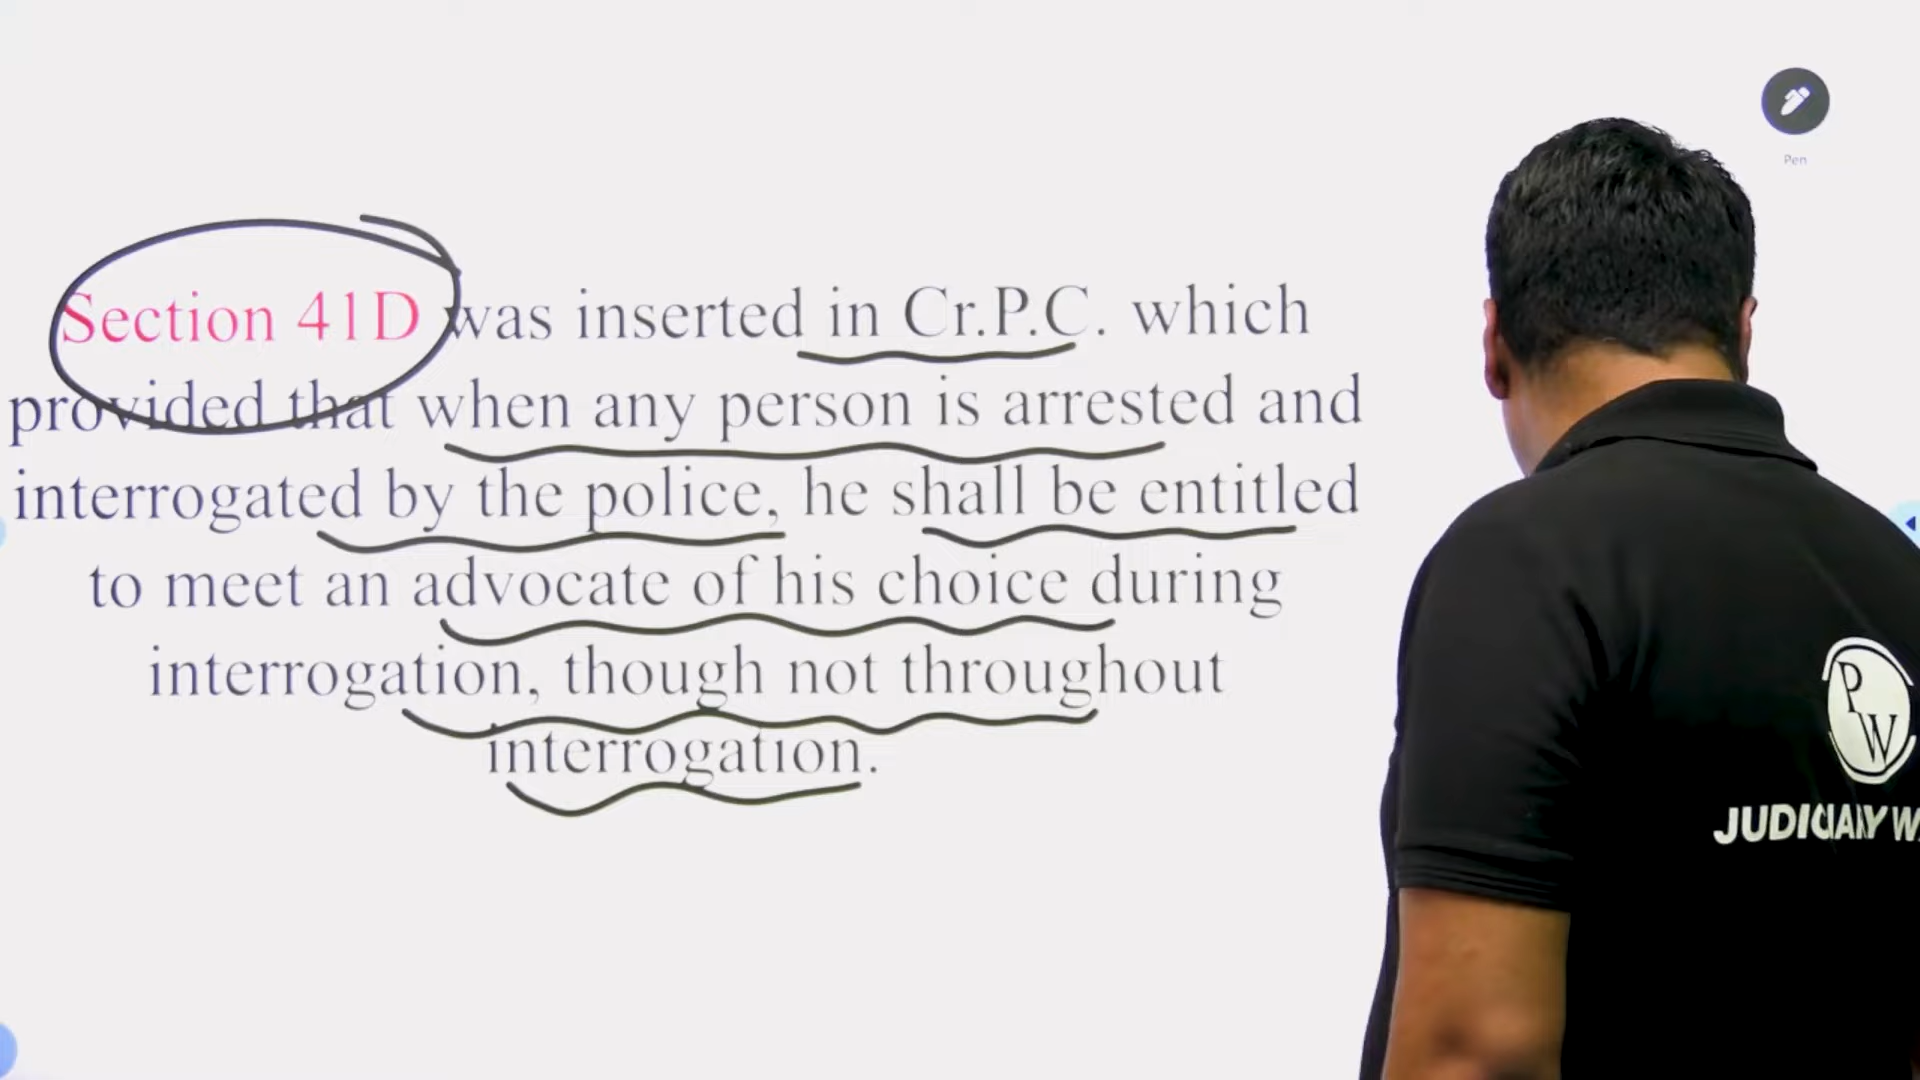 Pen
Section 41D was inserted in Cr.P.C. which
provided that when any person is arrested and
interrogated by the police, he shall be entitled
to meet an advocate of his choice during
interrogation, though not throughout
interrogation.
PW
JUDICIARY